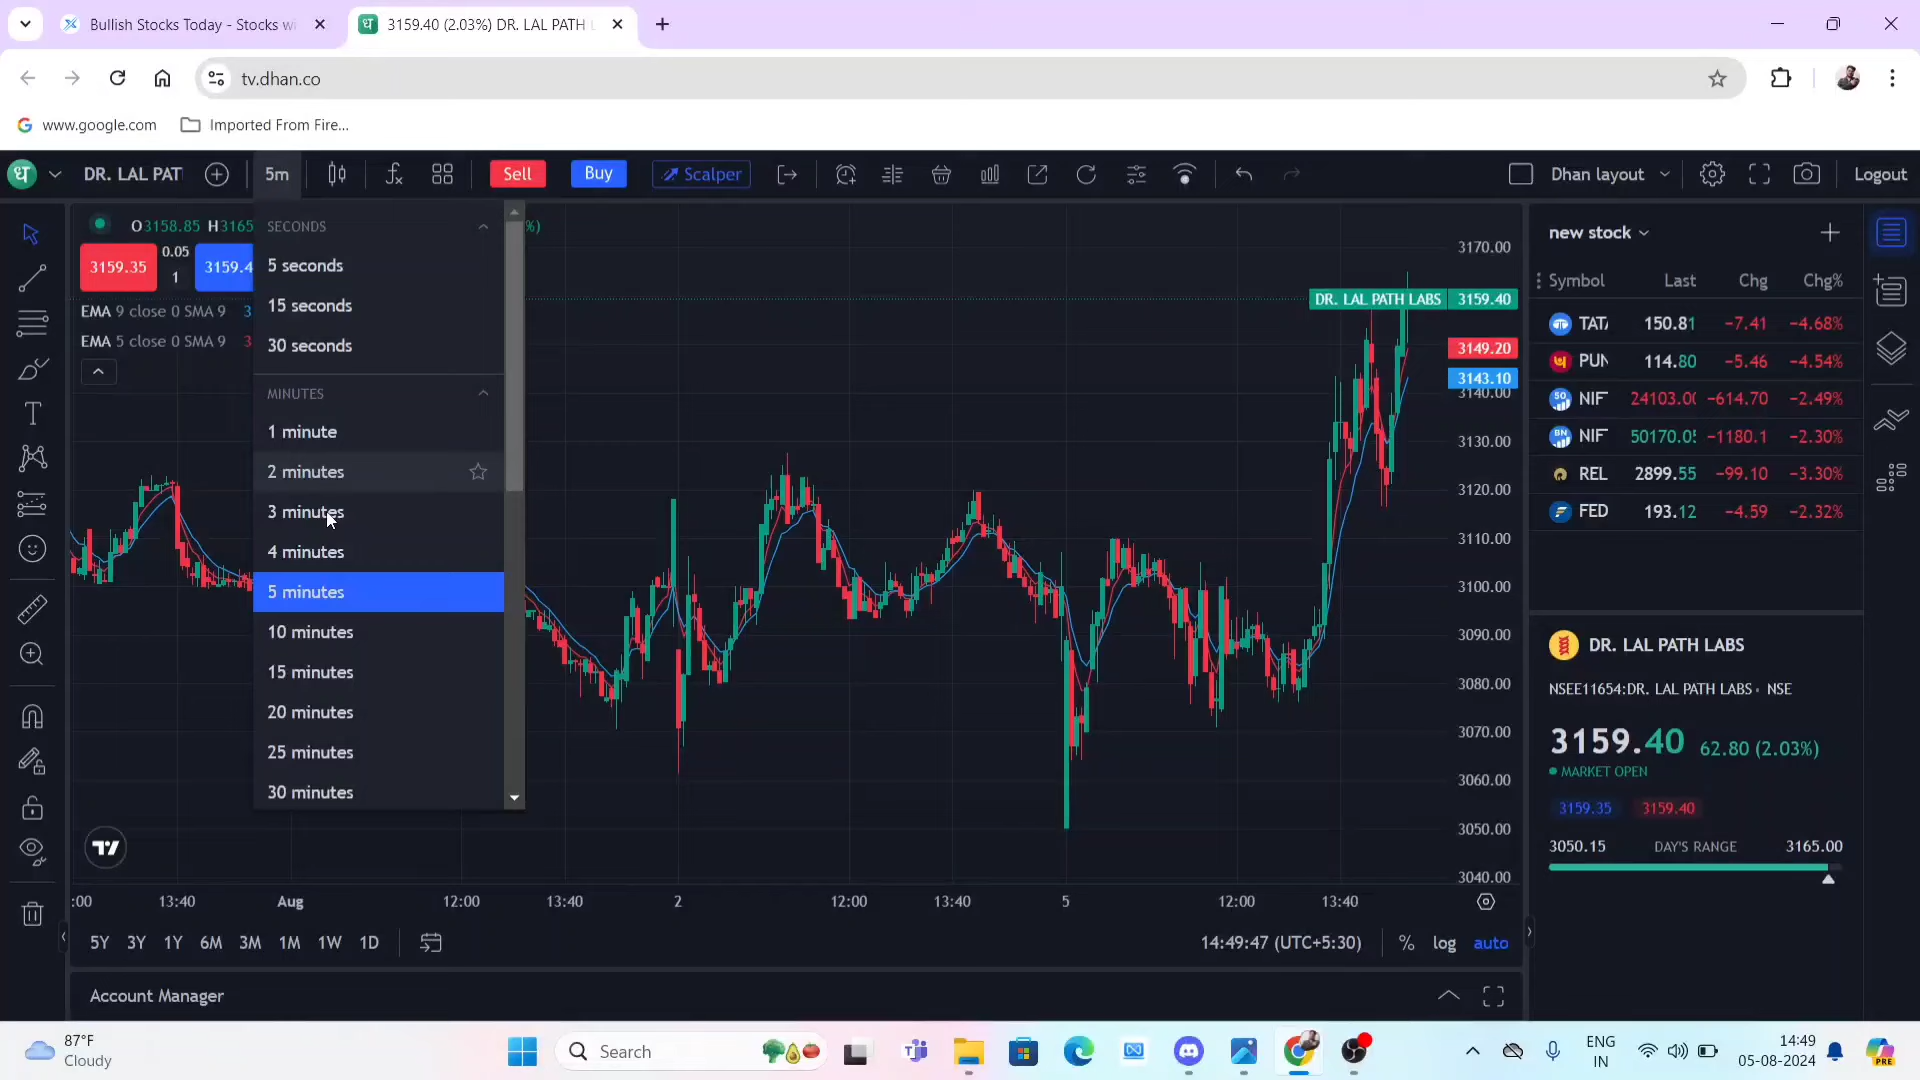 Bullish Stocks Today - Stocks wi
3159.40 (2.03%) DR. LAL PATH L
tv.dhan.co
www.google.com
Imported From Fire...
धी
DR. LAL PAT
5m
Sell
Buy
Scalper
Dhan layout
Logout
O3158.85 H3165
%)
3159.35
0.05
1
3159.4
EMA 9 close 0 SMA 9 3
EMA 5 close 0 SMA 9 3
SECONDS
5 seconds
15 seconds
30 seconds
MINUTES
1 minute
2 minutes
3 minutes
4 minutes
5 minutes
10 minutes
15 minutes
20 minutes
25 minutes
30 minutes
3170.00
DR. LAL PATH LABS 3159.40
3149.20
3143.10
3140.00
3130.00
3120.00
3110.00
3100.00
3090.00
3080.00
3070.00
3060.00
3050.00
3040.00
:00 13:40 Aug 12:00 13:40 2 12:00 13:40 5 12:00 13:40
5Y 3Y 1Y 6M 3M 1M 1W 1D
14:49:47 (UTC+5:30)
% log auto
Account Manager
new stock
Symbol Last Chg Chg%
TATA 150.81 −7.41 −4.68%
PUN 114.80 −5.46 −4.54%
NIF 24103.00 −614.70 −2.49%
NIF 50170.05 −1180.1 −2.30%
REL 2899.55 −99.10 −3.30%
FED 193.12 −4.59 −2.32%
DR. LAL PATH LABS
NSEE11654:DR. LAL PATH LABS • NSE
3159.40 62.80 (2.03%)
MARKET OPEN
3159.35 3159.40
3050.15 DAY'S RANGE 3165.00
87°F
Cloudy
Search
ENG
IN
14:49
05-08-2024
PRE